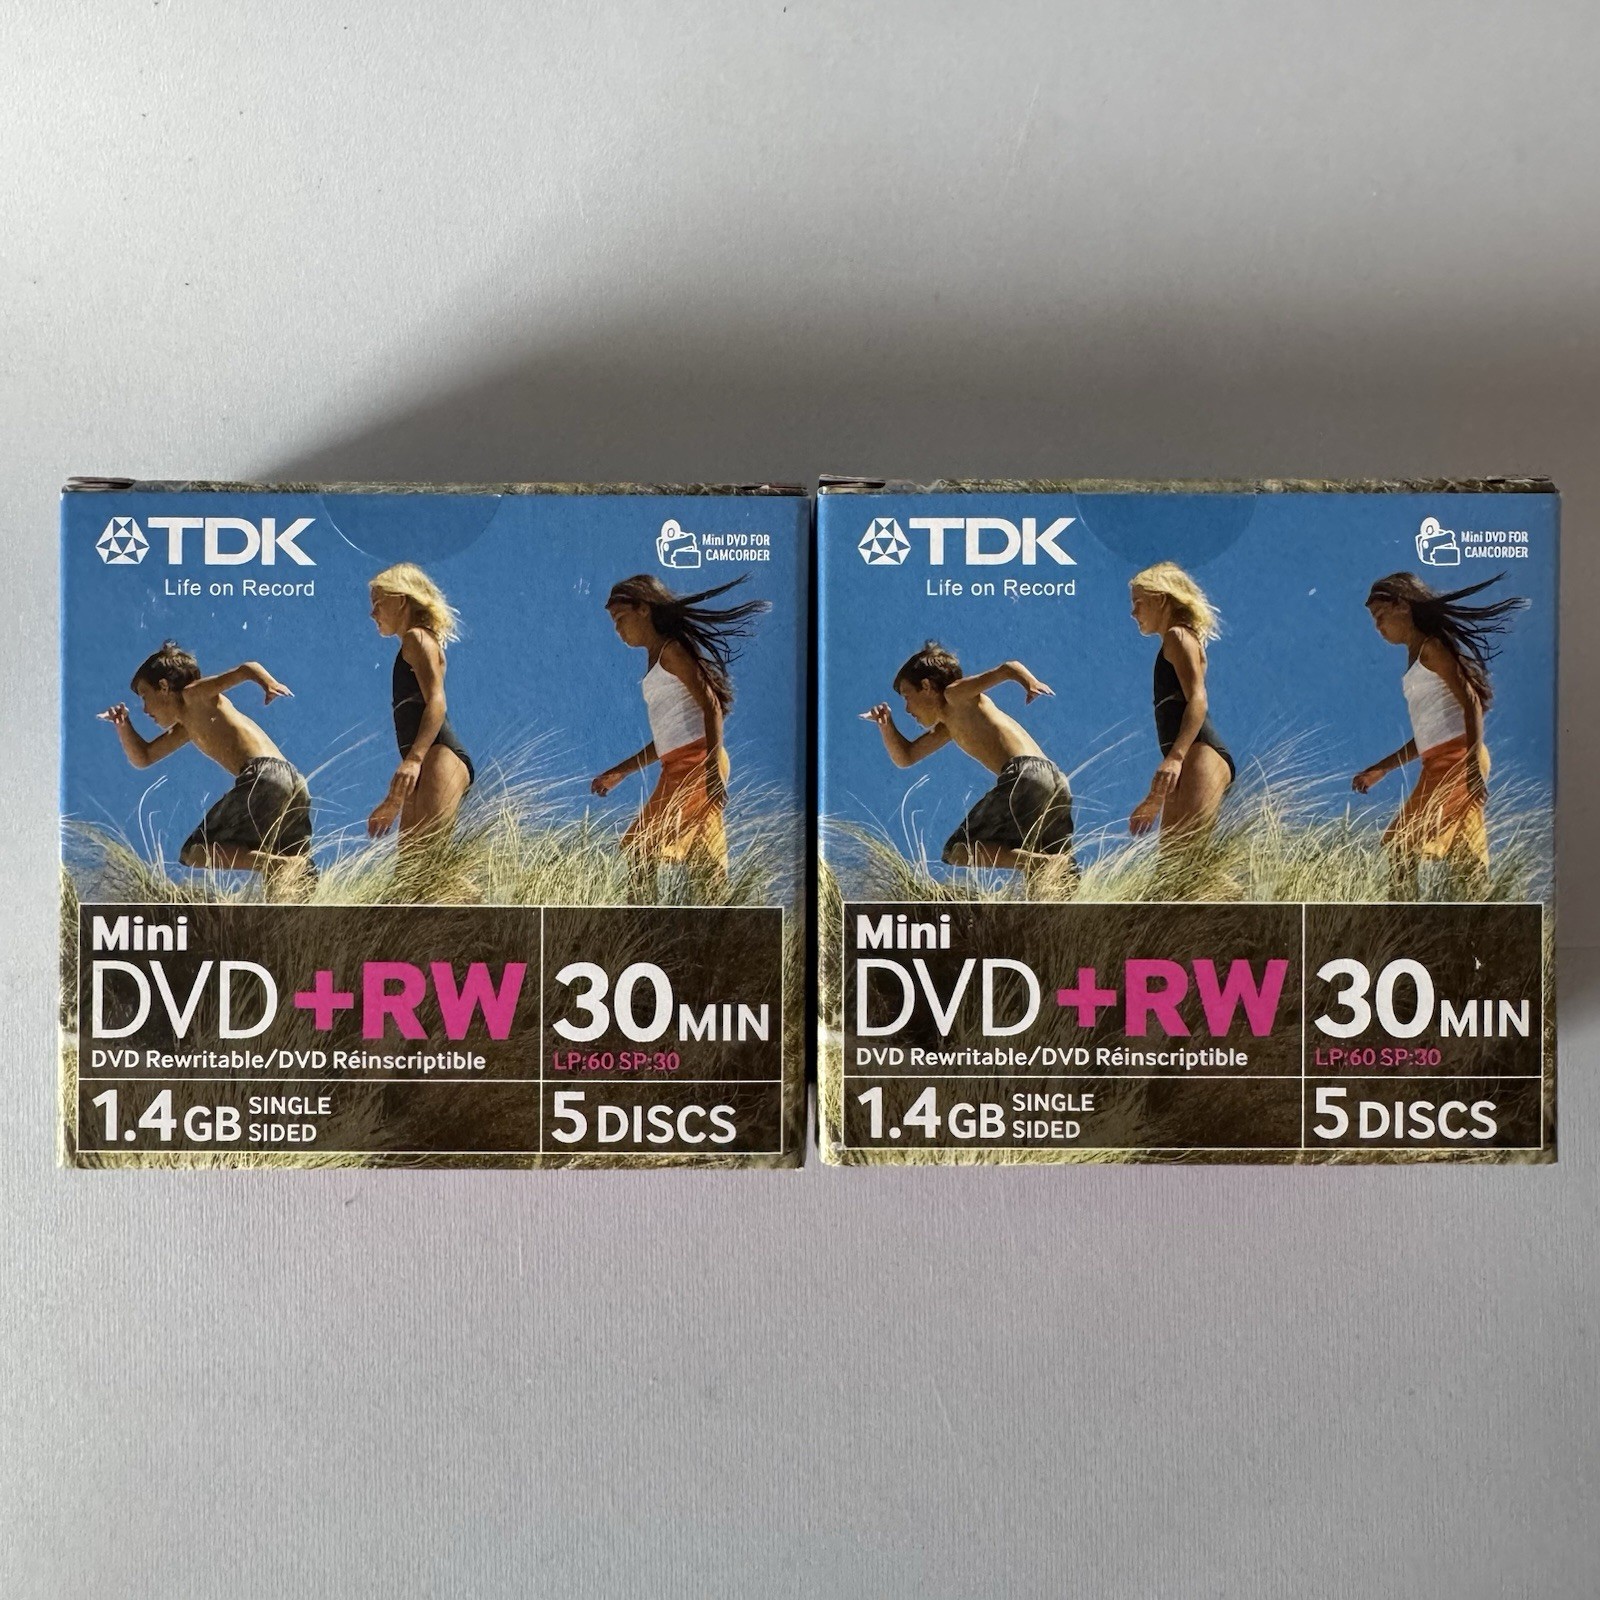 TDK
Life on Record
Mini DVD FOR
CAMCORDER
Mini
DVD +RW
DVD Rewritable/DVD Réinscriptible
30 MIN
LP:60 SP:30
1.4 GB SINGLE
SIDED
5 DISCS
TDK
Life on Record
Mini DVD FOR
CAMCORDER
Mini
DVD +RW
DVD Rewritable/DVD Réinscriptible
30 MIN
LP:60 SP:30
1.4 GB SINGLE
SIDED
5 DISCS